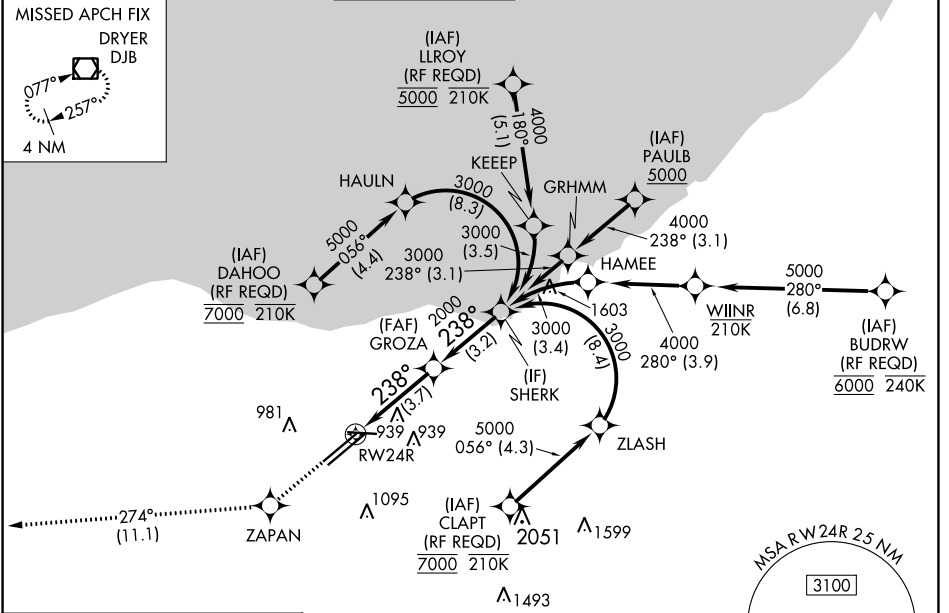 MISSED APCH FIX
DRYER
DJB
077°
257°
4 NM
(IAF)
LLROY
(RF REQD)
5000 210K
4000
180°
(5.1)
KEEEP
(IAF)
PAULB
5000
GRHMM
HAULN
3000
(8.3)
4000
238° (3.1)
3000
(3.5)
3000
238° (3.1)
5000
056°
(4.4)
(IAF)
DAHOO
(RF REQD)
7000 210K
HAMEE
5000
280°
(6.8)
1603
WIINR
210K
(IAF)
BUDRW
(RF REQD)
6000 240K
4000
280° (3.9)
3000
(3.4)
3000
(8.4)
2000
238°
(3.2)
(FAF)
GROZA
(IF)
SHERK
238°
(3.7)
981
939
939
RW24R
5000
056° (4.3)
ZLASH
274°
(11.1)
ZAPAN
1095
(IAF)
CLAPT
(RF REQD)
7000 210K
2051
1599
1493
MSA RW24R 25 NM
3100